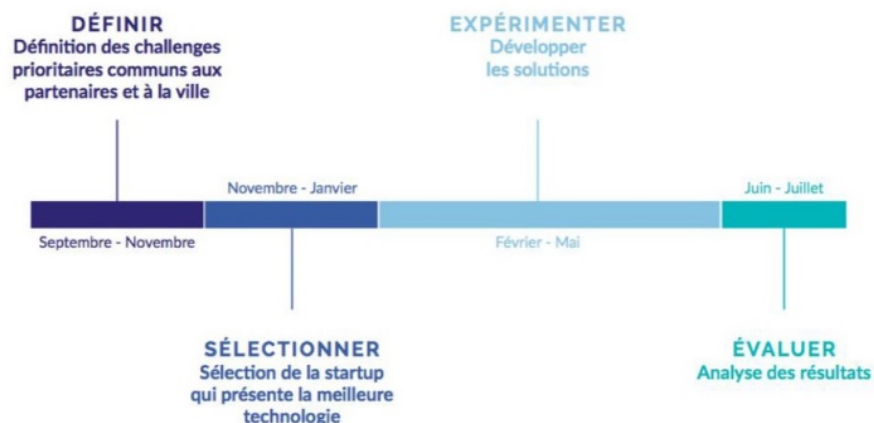 DÉFINIR
Définition des challenges
prioritaires communs aux
partenaires et à la ville
EXPÉRIMENTER
Développer
les solutions
Novembre - Janvier
Juin - Juillet
Septembre - Novembre
Février - Mai
SÉLECTIONNER
Sélection de la startup
qui présente la meilleure
technologie
ÉVALUER
Analyse des résultats